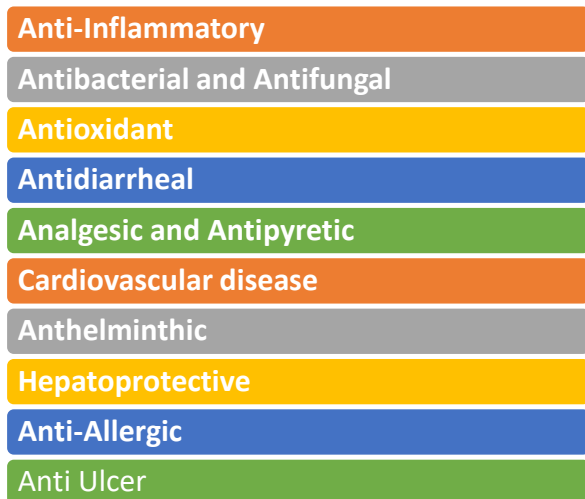 Anti-Inflammatory
Antibacterial and Antifungal
Antioxidant
Antidiarrheal
Analgesic and Antipyretic
Cardiovascular disease
Anthelminthic
Hepatoprotective
Anti-Allergic
Anti Ulcer